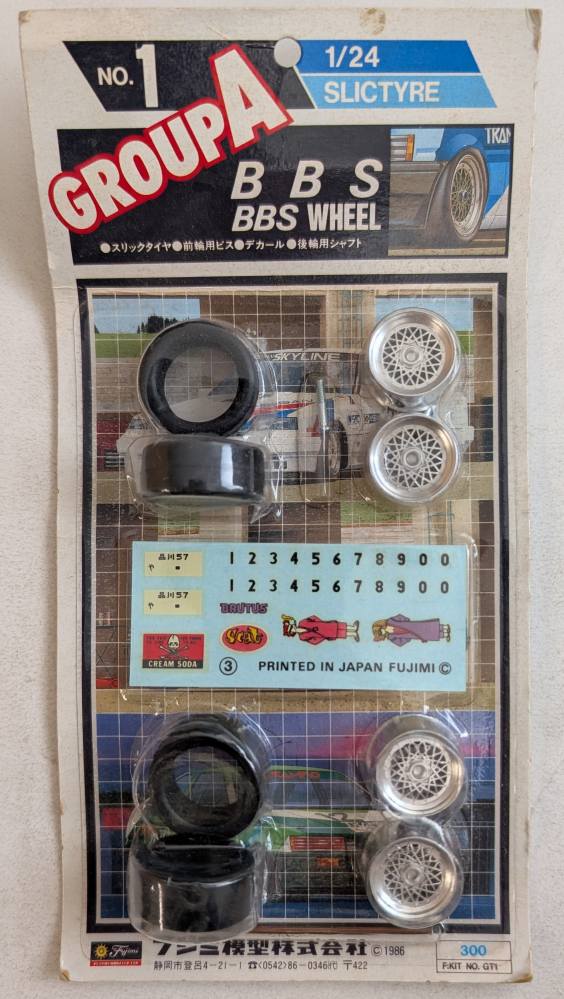 NO. 1
1/24
SLICTYRE
GROUP A
TRAM
BBS
BBS WHEEL
●スリックタイヤ●前輪用ビス●デカール●後輪用シャフト
SKYLINE
品川57
や
1 2 3 4 5 6 7 8 9 0 0
品川57
や
1 2 3 4 5 6 7 8 9 0 0
BRUTUS
CREAM SODA
③ PRINTED IN JAPAN FUJIMI ©
Fujimi
フジミ模型株式会社 © 1986
静岡市登呂4-21-1 ☎<0542>86-0346㈹ 〒422
300
F:KIT NO. GT1